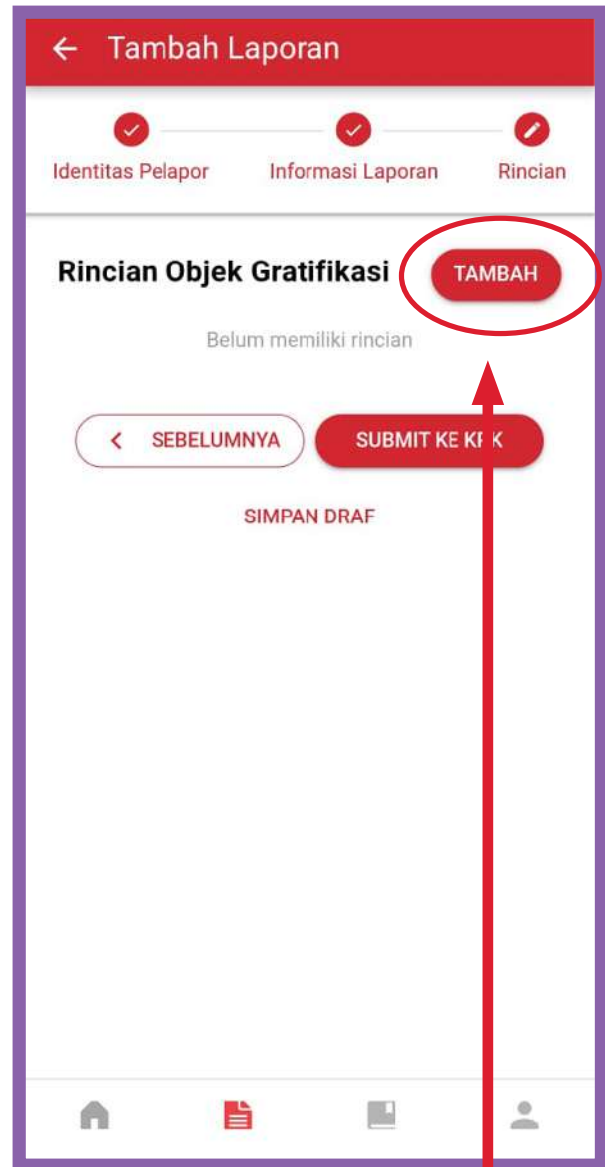 Tambah Laporan
Identitas Pelapor Informasi Laporan Rincian
Rincian Objek Gratifikasi TAMBAH
Belum memiliki rincian
SEBELUMNYA SUBMIT KE KPK
SIMPAN DRAF